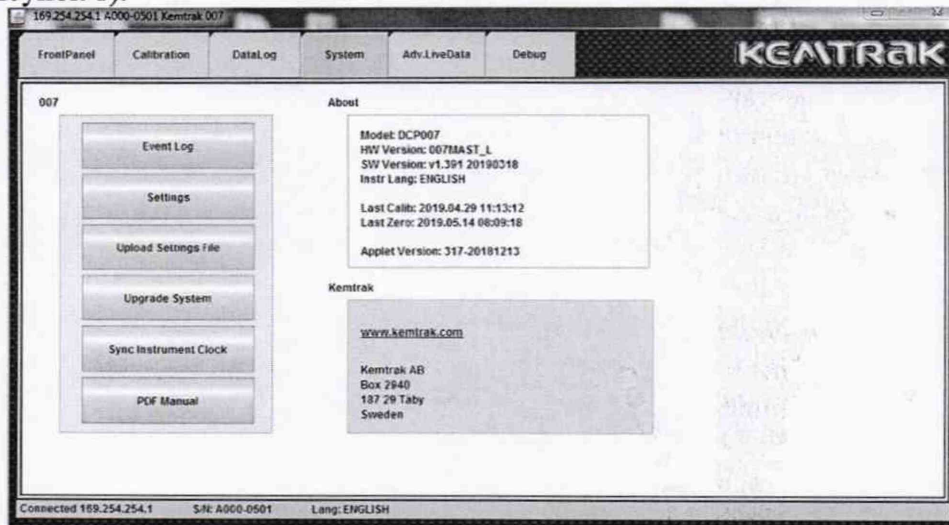 169.254.254.1 A000-0501 Kemtrak 007
FrontPanel Calibration DataLog System Adv.LiveData Debug KEMTRAK
007 About
Event Log
Settings
Upload Settings File
Upgrade System
Sync Instrument Clock
PDF Manual
Model: DCP007
HW Version: 007MAST_L
SW Version: v1.391 20190318
Instr Lang: ENGLISH
Last Calib: 2019.04.29 11:13:12
Last Zero: 2019.05.14 08:09:18
Applet Version: 317-20181213
Kemtrak
www.kemtrak.com
Kemtrak AB
Box 2940
187 29 Taby
Sweden
Connected 169.254.254.1 S/N: A000-0501 Lang: ENGLISH